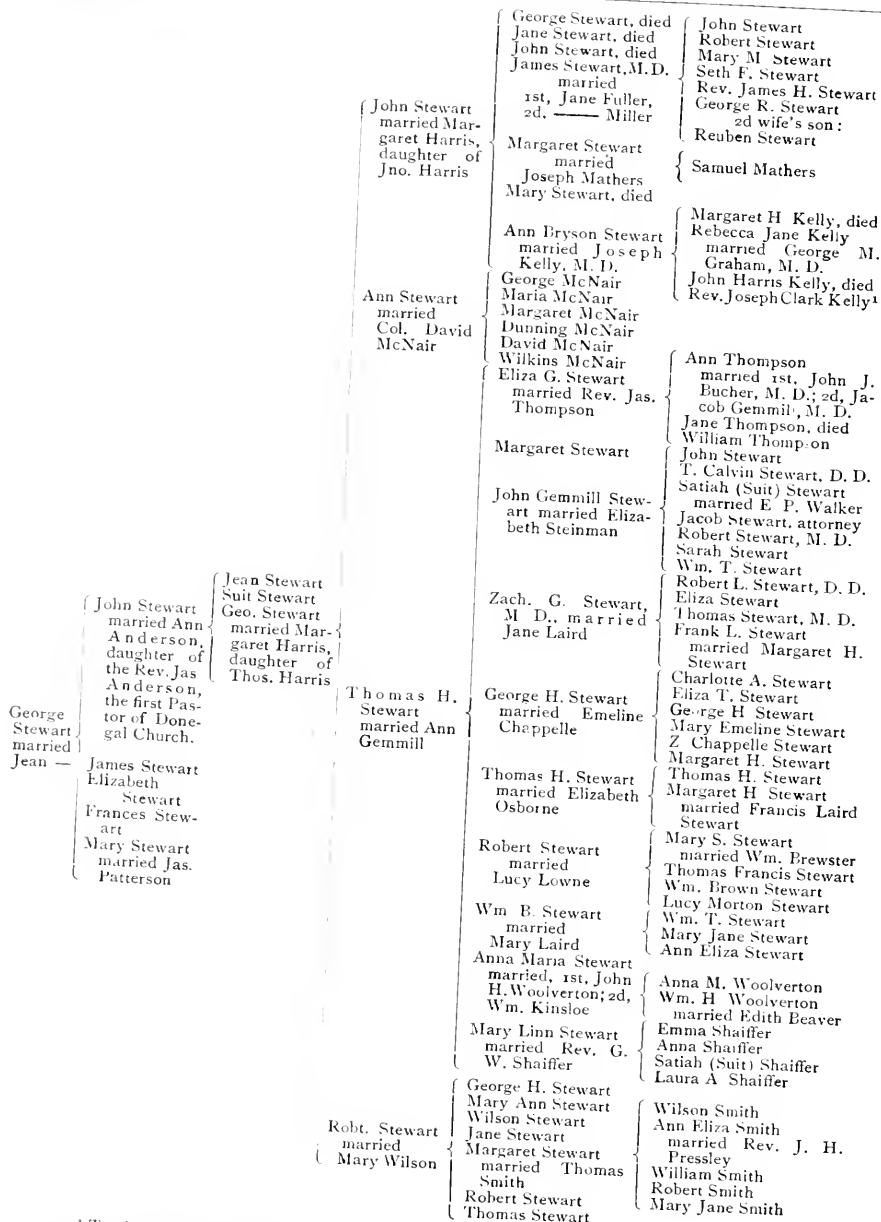 George Stewart, died
Jane Stewart, died
John Stewart, died
James Stewart, M.D.
married
1st, Jane Fuller,
2d, —— Miller
John Stewart
Robert Stewart
Mary M Stewart
Seth F. Stewart
Rev. James H. Stewart
George R. Stewart
2d wife's son:
Reuben Stewart
John Stewart
married Mar-
garet Harris,
daughter of
Jno. Harris
Margaret Stewart
married
Joseph Mathers
Mary Stewart, died
Samuel Mathers
Ann Bryson Stewart
married Joseph
Kelly, M. D.
Margaret H Kelly, died
Rebecca Jane Kelly
married George M.
Graham, M. D.
John Harris Kelly, died
Rev. Joseph Clark Kelly¹
Ann Stewart
married
Col. David
McNair
George McNair
Maria McNair
Margaret McNair
Dunning McNair
David McNair
Wilkins McNair
Eliza G. Stewart
married Rev. Jas.
Thompson
Ann Thompson
married 1st, John J.
Bucher, M. D.; 2d, Ja-
cob Gemmil, M. D.
Jane Thompson, died
William Thompson
Margaret Stewart
John Gemmill Stew-
art married Eliza-
beth Steinman
John Stewart
T. Calvin Stewart, D. D.
Satiah (Suit) Stewart
married E P. Walker
Jacob Stewart, attorney
Robert Stewart, M. D.
Sarah Stewart
Wm. T. Stewart
Zach. G. Stewart,
M D., married
Jane Laird
Robert L. Stewart, D. D.
Eliza Stewart
Thomas Stewart, M. D.
Frank L. Stewart
married Margaret H.
Stewart
George
Stewart
married
Jean —
John Stewart
married Ann
Anderson,
daughter of
the Rev. Jas
Anderson,
the first Pas-
tor of Done-
gal Church.
James Stewart
Elizabeth
Stewart
Frances Stew-
art
Mary Stewart
married Jas.
Patterson
Jean Stewart
Suit Stewart
Geo. Stewart
married Mar-
garet Harris,
daughter of
Thos. Harris
Thomas H.
Stewart
married Ann
Gemmill
George H. Stewart
married Emeline
Chappelle
Charlotte A. Stewart
Eliza T. Stewart
George H Stewart
Mary Emeline Stewart
Z Chappelle Stewart
Margaret H. Stewart
Thomas H. Stewart
married Elizabeth
Osborne
Thomas H. Stewart
Margaret H Stewart
married Francis Laird
Stewart
Robert Stewart
married
Lucy Lowne
Mary S. Stewart
married Wm. Brewster
Thomas Francis Stewart
Wm. Brown Stewart
Lucy Morton Stewart
Wm B. Stewart
married
Mary Laird
Wm. T. Stewart
Mary Jane Stewart
Ann Eliza Stewart
Anna Maria Stewart
married, 1st, John
H. Woolverton; 2d,
Wm. Kinsloe
Anna M. Woolverton
Wm. H Woolverton
married Edith Beaver
Mary Linn Stewart
married Rev. G.
W. Shaiffer
Emma Shaiffer
Anna Shaiffer
Satiah (Suit) Shaiffer
Laura A Shaiffer
Robt. Stewart
married
Mary Wilson
George H. Stewart
Mary Ann Stewart
Wilson Stewart
Jane Stewart
Margaret Stewart
married Thomas
Smith
Robert Stewart
Thomas Stewart
Wilson Smith
Ann Eliza Smith
married Rev. J. H.
Pressley
William Smith
Robert Smith
Mary Jane Smith